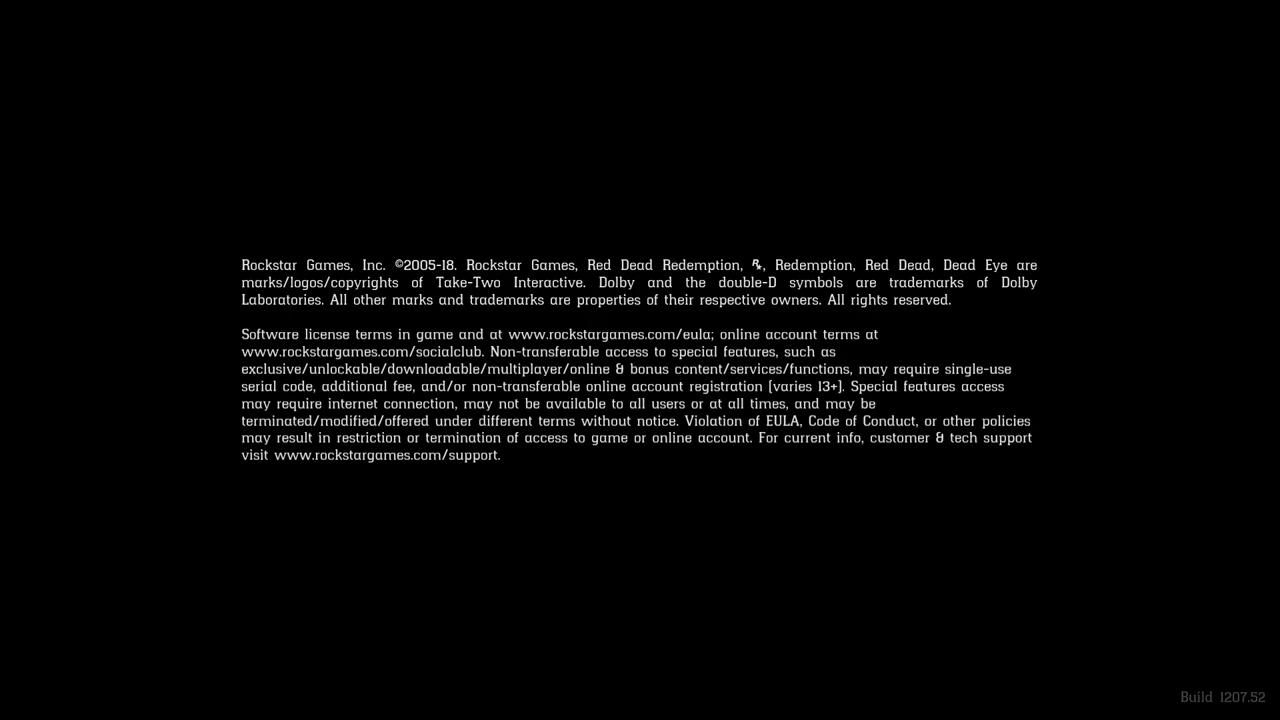 Rockstar Games, Inc. ©2005-18. Rockstar Games, Red Dead Redemption, , Redemption, Red Dead, Dead Eye are
marks/logos/copyrights of Take-Two Interactive. Dolby and the double-D symbols are trademarks of Dolby
Laboratories. All other marks and trademarks are properties of their respective owners. All rights reserved.
Software license terms in game and at www.rockstargames.com/eula; online account terms at
www.rockstargames.com/socialclub. Non-transferable access to special features, such as
exclusive/unlockable/downloadable/multiplayer/online & bonus content/services/functions, may require single-use
serial code, additional fee, and/or non-transferable online account registration (varies 13+). Special features access
may require internet connection, may not be available to all users or at all times, and may be
terminated/modified/offered under different terms without notice. Violation of EULA, Code of Conduct, or other policies
may result in restriction or termination of access to game or online account. For current info, customer & tech support
visit www.rockstargames.com/support.
Build 1207.52